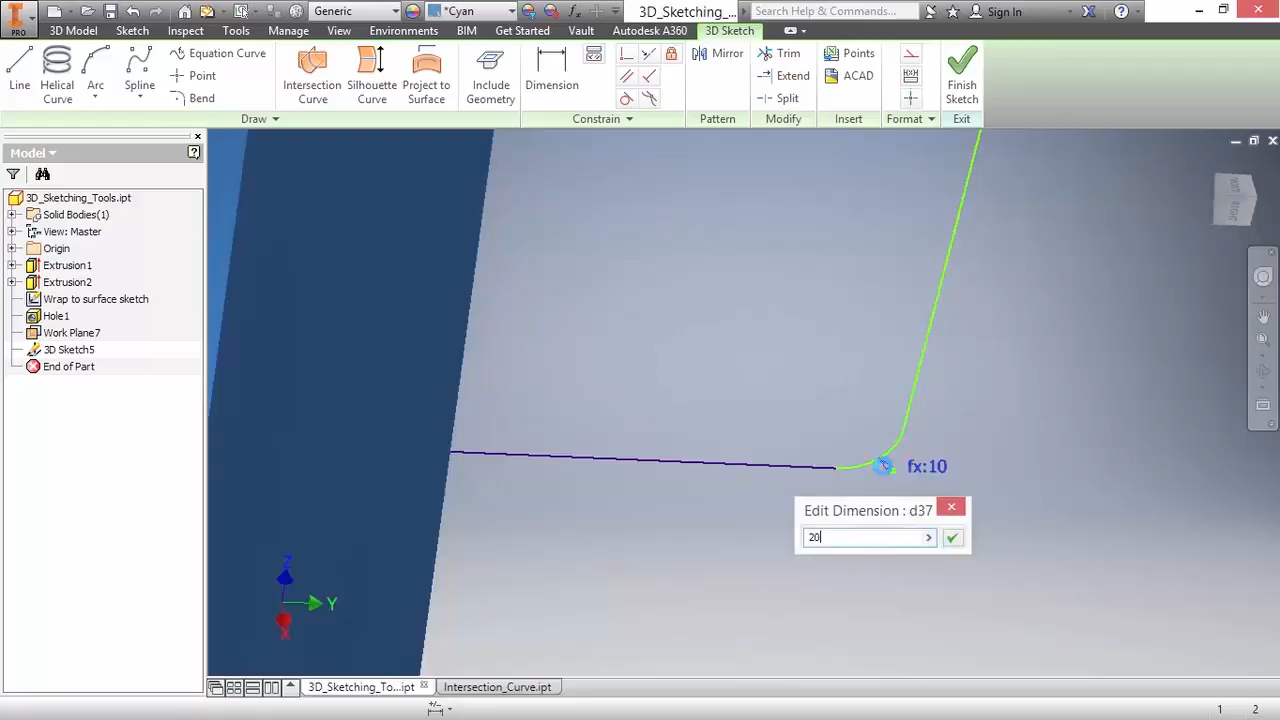 Generic
*Cyan
3D_Sketching_...
Search Help & Commands...
Sign In
PRO
3D Model
Sketch
Inspect
Tools
Manage
View
Environments
BIM
Get Started
Vault
Autodesk A360
3D Sketch
Line
Helical
Curve
Arc
Spline
Equation Curve
Point
Bend
Intersection
Curve
Silhouette
Curve
Project to
Surface
Include
Geometry
Dimension
Mirror
Trim
Extend
Split
Points
ACAD
Finish
Sketch
Draw
Constrain
Pattern
Modify
Insert
Format
Exit
Model
3D_Sketching_Tools.ipt
Solid Bodies(1)
View: Master
Origin
Extrusion1
Extrusion2
Wrap to surface sketch
Hole1
Work Plane7
3D Sketch5
End of Part
RIGHT
fx:10
Edit Dimension : d37
20
Z
Y
X
3D_Sketching_To...ipt
Intersection_Curve.ipt
1 2